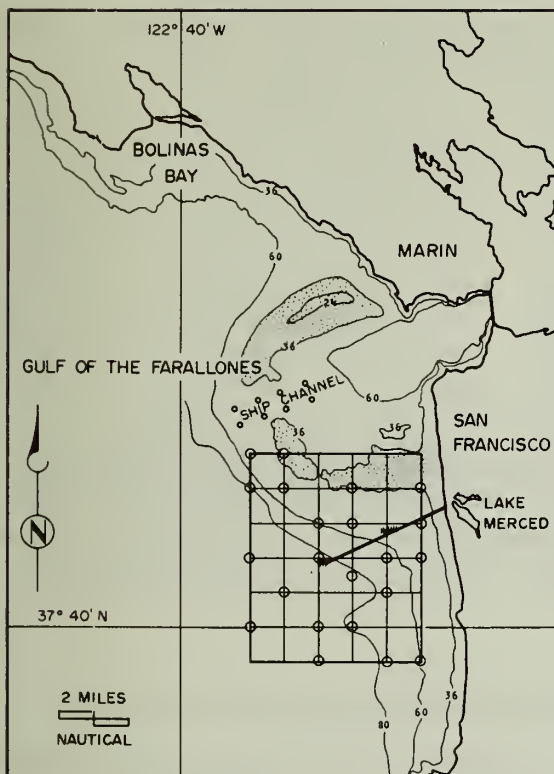 122° 40' W
BOLINAS
BAY
36
MARIN
60
24
36
GULF OF THE FARALLONES
SHIP CHANNEL
60
36
36
SAN
FRANCISCO
LAKE
MERCED
N
37° 40' N
2 MILES
NAUTICAL
80
60
36